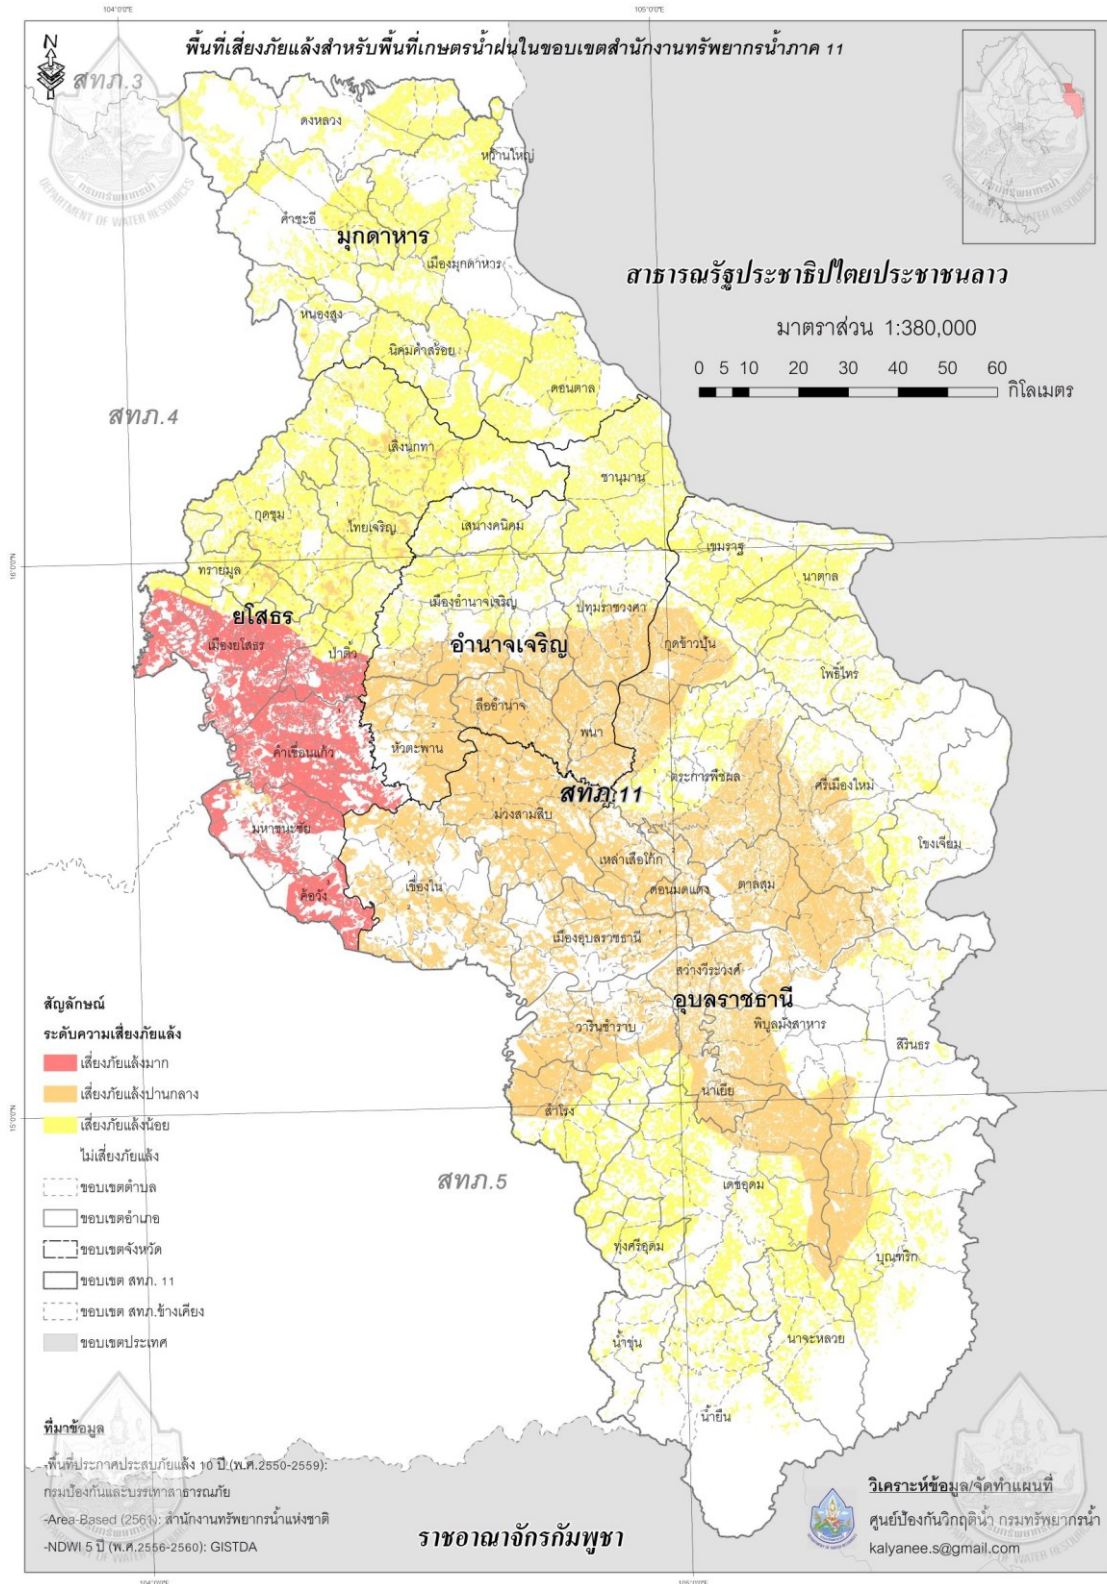 104°0'0"E
105°0'0"E
พื้นที่เสี่ยงภัยแล้งสำหรับพื้นที่เกษตรน้ำฝนในขอบเขตสำนักงานทรัพยากรน้ำภาค 11
N
สทภ.3
กรมทรัพยากรน้ำ
DEPARTMENT OF WATER RESOURCES
ดงหลวง
หว้านใหญ่
คำชะอี
มุกดาหาร
เมืองมุกดาหาร
สาธารณรัฐประชาธิปไตยประชาชนลาว
หนองสูง
นิคมคำสร้อย
มาตราส่วน 1:380,000
0 5 10 20 30 40 50 60
กิโลเมตร
ดอนตาล
สทภ.4
เลิงนกทา
ชานุมาน
กุดชุม
ไทยเจริญ
เสนางคนิคม
เขมราฐ
16°0'0"N
ทรายมูล
นาตาล
เมืองอำนาจเจริญ
ปทุมราชวงศา
ยโสธร
เมืองยโสธร
ป่าติ้ว
อำนาจเจริญ
กุดข้าวปุ้น
โพธิ์ไทร
ลืออำนาจ
พนา
หัวตะพาน
คำเขื่อนแก้ว
ตระการพืชผล
ศรีเมืองใหม่
สทภ.11
ม่วงสามสิบ
มหาชนะชัย
โขงเจียม
เหล่าเสือโก้ก
ดอนมดแดง
ตาลสุม
เขื่องใน
ค้อวัง
เมืองอุบลราชธานี
สว่างวีระวงศ์
อุบลราชธานี
พิบูลมังสาหาร
วารินชำราบ
สิรินธร
นาเยีย
สำโรง
15°0'0"N
สทภ.5
เดชอุดม
ทุ่งศรีอุดม
บุณฑริก
น้ำขุ่น
นาจะหลวย
น้ำยืน
สัญลักษณ์
ระดับความเสี่ยงภัยแล้ง
เสี่ยงภัยแล้งมาก
เสี่ยงภัยแล้งปานกลาง
เสี่ยงภัยแล้งน้อย
ไม่เสี่ยงภัยแล้ง
ขอบเขตตำบล
ขอบเขตอำเภอ
ขอบเขตจังหวัด
ขอบเขต สทภ. 11
ขอบเขต สทภ.ข้างเคียง
ขอบเขตประเทศ
ที่มาข้อมูล
-พื้นที่ประกาศประสบภัยแล้ง 10 ปี (พ.ศ.2550-2559):
กรมป้องกันและบรรเทาสาธารณภัย
-Area-Based (2561): สำนักงานทรัพยากรน้ำแห่งชาติ
-NDWI 5 ปี (พ.ศ.2556-2560): GISTDA
ราชอาณาจักรกัมพูชา
วิเคราะห์ข้อมูล/จัดทำแผนที่
ศูนย์ป้องกันวิกฤติน้ำ กรมทรัพยากรน้ำ
kalyanee.s@gmail.com
104°0'0"E
105°0'0"E